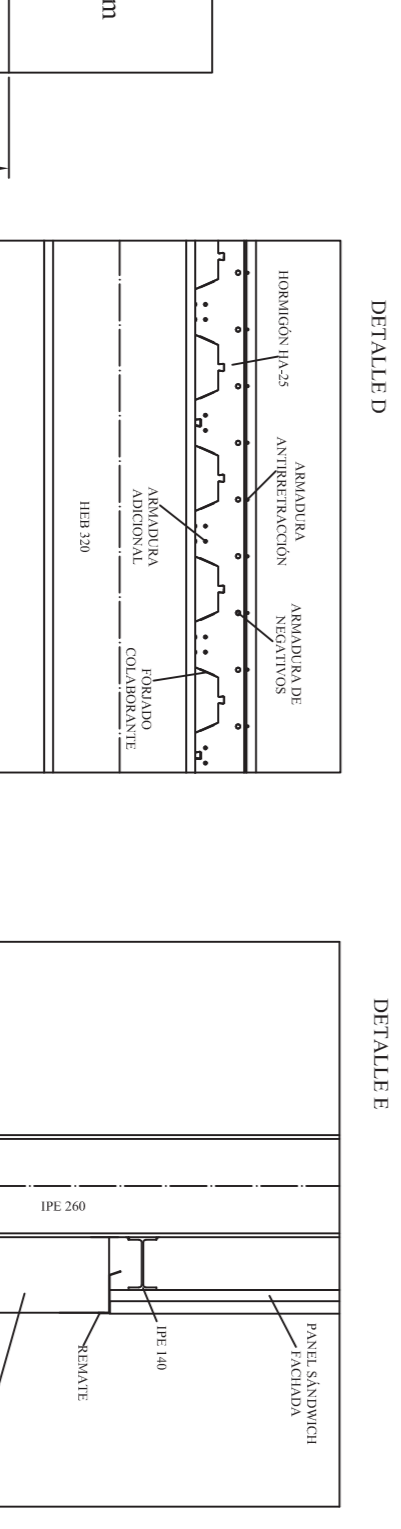 m
DETALLE D
HORMIGÓN HA-25
ARMADURA
ANTIRRETRACCIÓN
ARMADURA DE
NEGATIVOS
ARMADURA
ADICIONAL
FORJADO
COLABORANTE
HEB 320
DETALLE E
PANEL SÁNDWICH
FACHADA
IPE 260
IPE 140
REMATE